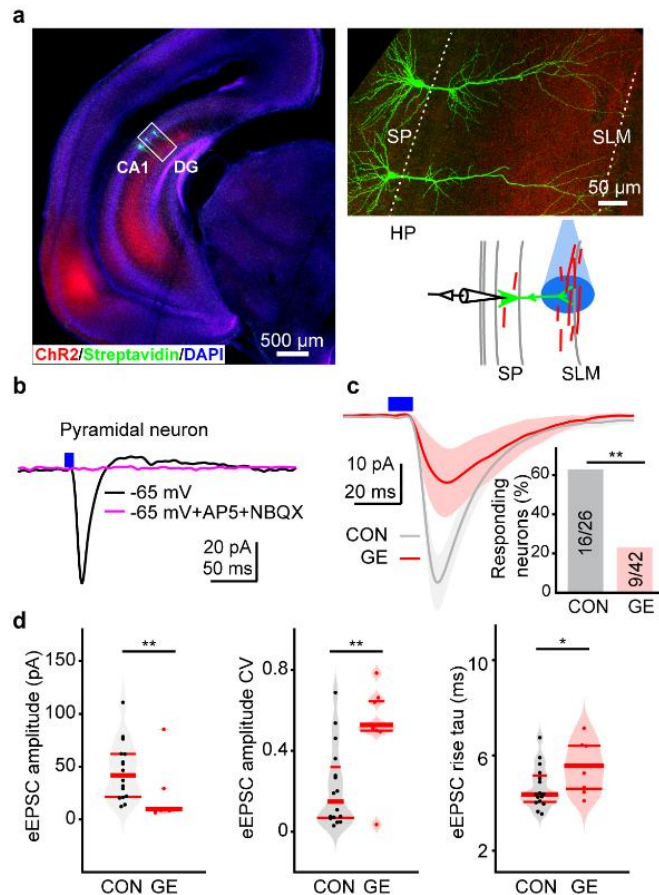 a
CA1
DG
500 µm
ChR2/Streptavidin/DAPI
SP
SLM
50 µm
HP
SP
SLM
b
Pyramidal neuron
-65 mV
-65 mV+AP5+NBQX
20 pA
50 ms
c
10 pA
20 ms
CON
GE
Responding
neurons (%)
60
40
20
0
**
16/26
9/42
CON
GE
d
eEPSC amplitude (pA)
150
100
50
0
**
CON GE
eEPSC amplitude CV
0.8
0.4
0
**
CON GE
eEPSC rise tau (ms)
10
6
2
*
CON GE